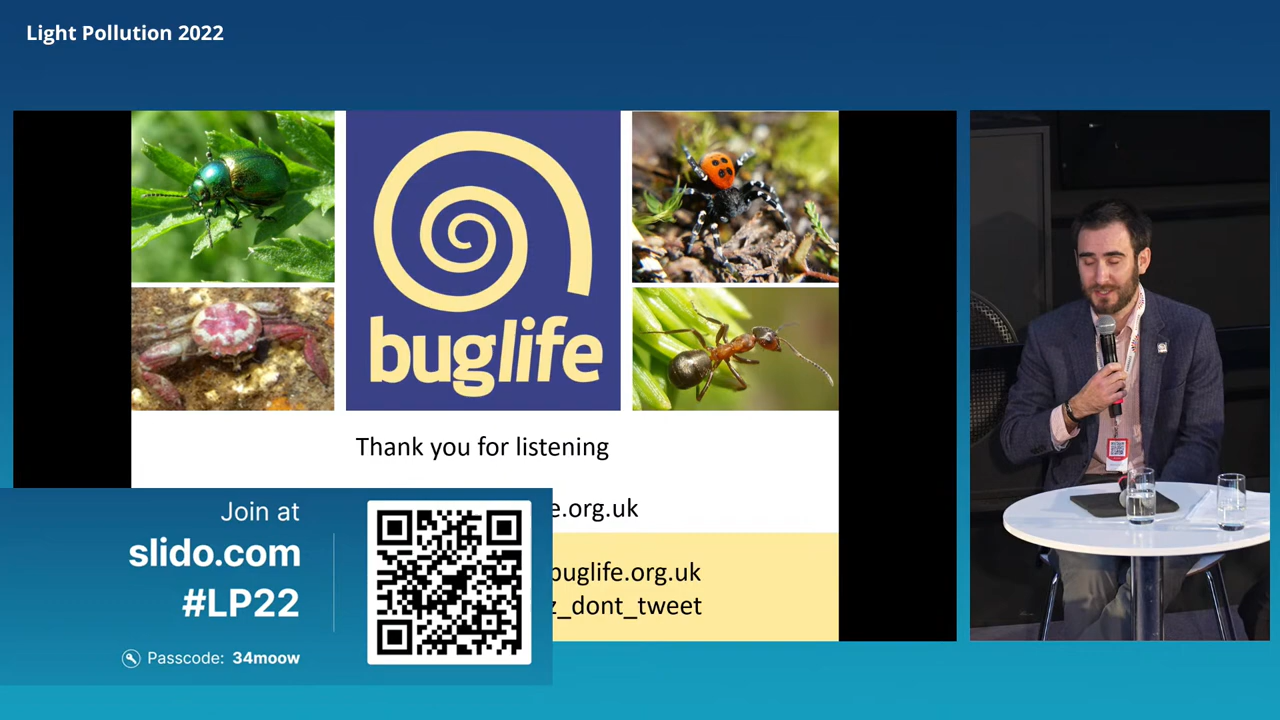 Light Pollution 2022
buglife
Thank you for listening
e.org.uk
buglife.org.uk
z_dont_tweet
Join at
slido.com
#LP22
Passcode: 34moow